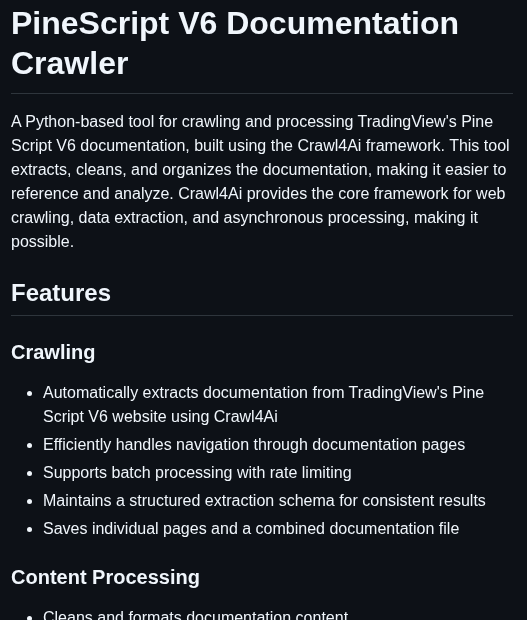 PineScript V6 Documentation
Crawler
A Python-based tool for crawling and processing TradingView's Pine
Script V6 documentation, built using the Crawl4Ai framework. This tool
extracts, cleans, and organizes the documentation, making it easier to
reference and analyze. Crawl4Ai provides the core framework for web
crawling, data extraction, and asynchronous processing, making it
possible.
Features
Crawling
• Automatically extracts documentation from TradingView's Pine
Script V6 website using Crawl4Ai
• Efficiently handles navigation through documentation pages
• Supports batch processing with rate limiting
• Maintains a structured extraction schema for consistent results
• Saves individual pages and a combined documentation file
Content Processing
• Cleans and formats documentation content